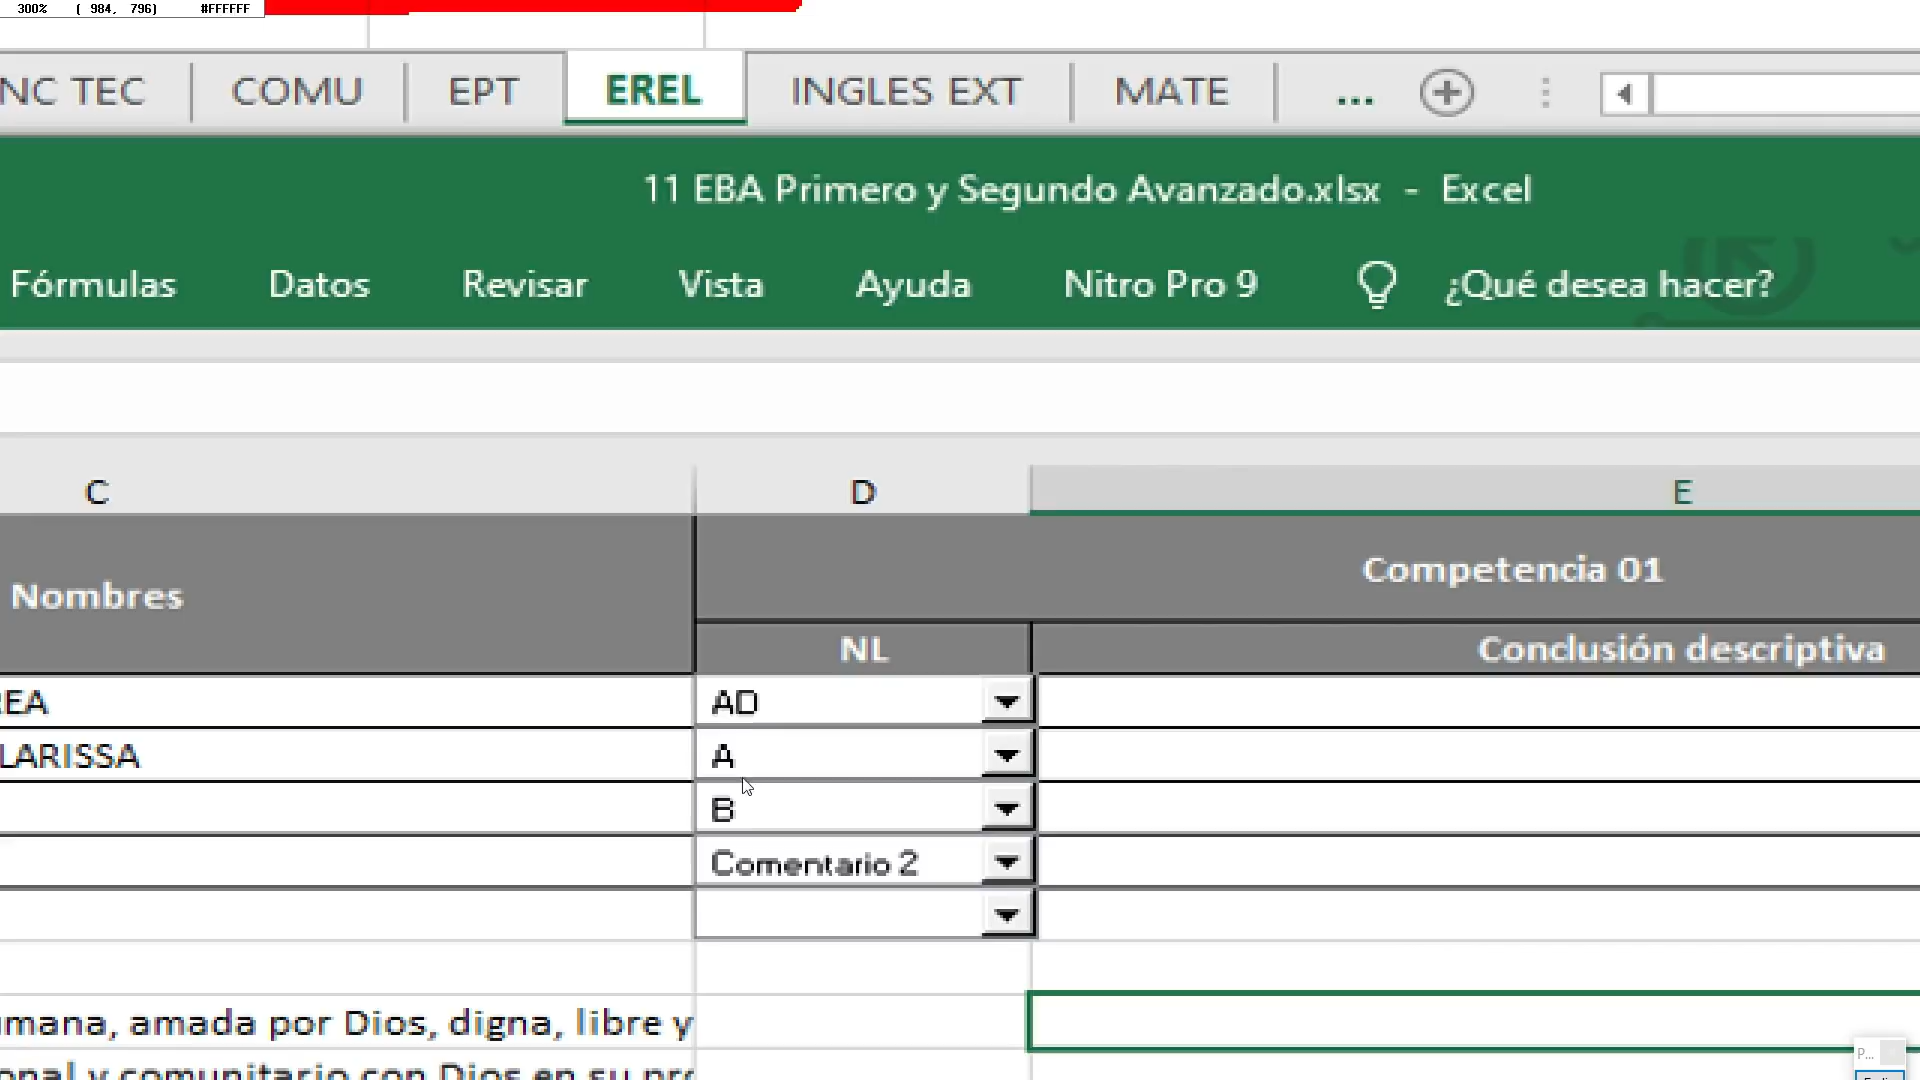 300% ( 984, 796) #FFFFFF
NC TEC COMU EPT EREL INGLES EXT MATE ...
11 EBA Primero y Segundo Avanzado.xlsx - Excel
Fórmulas Datos Revisar Vista Ayuda Nitro Pro 9 ¿Qué desea hacer?
C D E
Nombres
Competencia 01
NL Conclusión descriptiva
REA AD
LARISSA A
B
Comentario 2
umana, amada por Dios, digna, libre y
onal y comunitario con Dios en su pro
P...